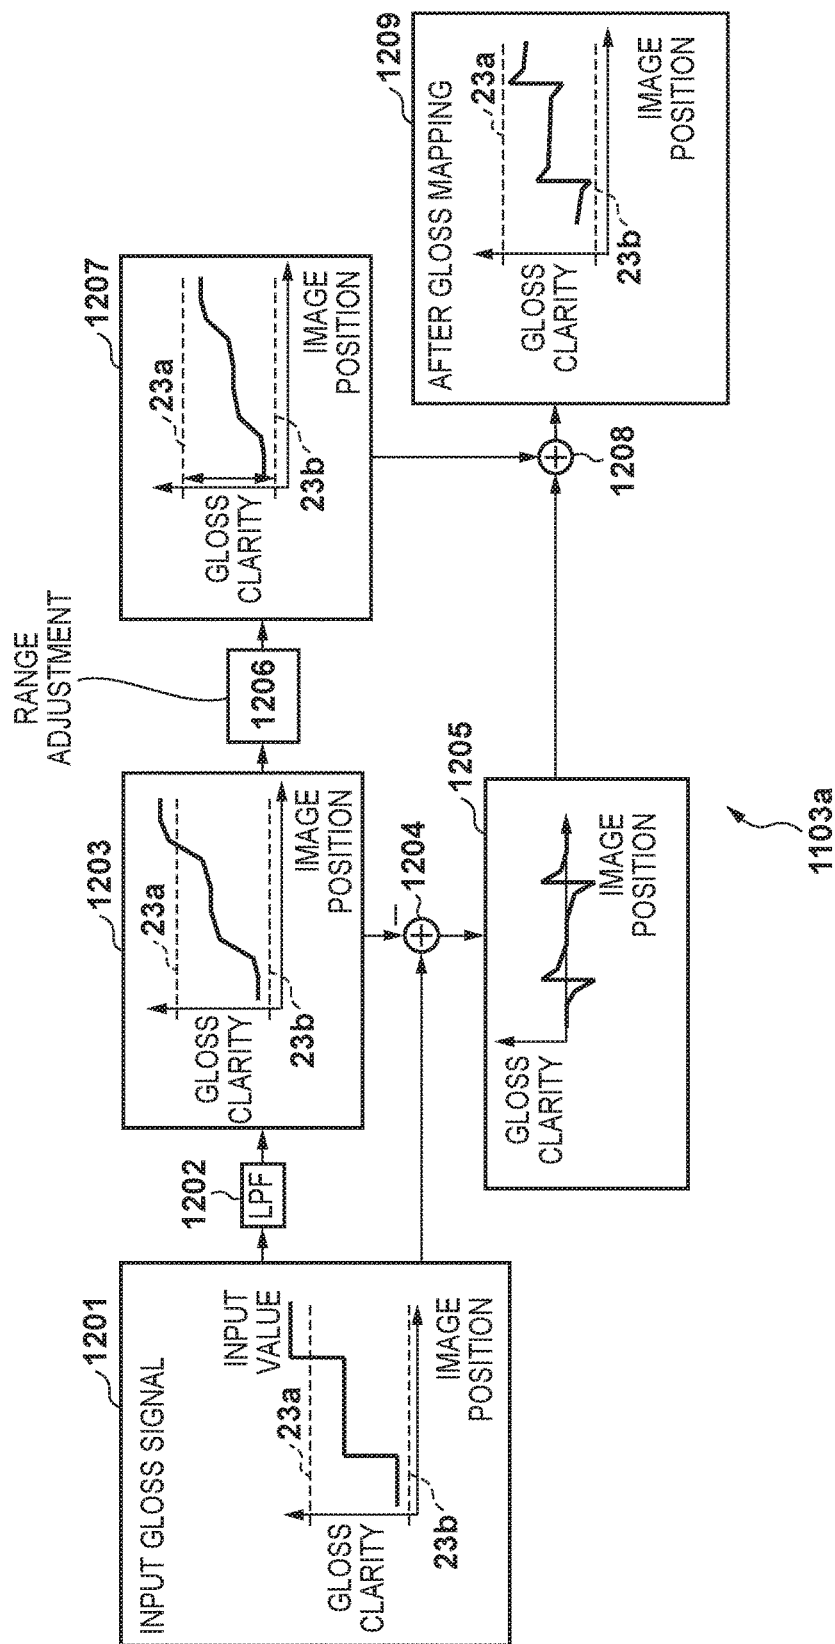 1201
INPUT GLOSS SIGNAL
GLOSS
CLARITY
23a
23b
INPUT
VALUE
IMAGE
POSITION
1202
LPF
1203
GLOSS
CLARITY
23a
23b
IMAGE
POSITION
1204
−
1205
GLOSS
CLARITY
IMAGE
POSITION
RANGE
ADJUSTMENT
1206
1207
GLOSS
CLARITY
23a
23b
IMAGE
POSITION
1208
1209
AFTER GLOSS MAPPING
GLOSS
CLARITY
23a
23b
IMAGE
POSITION
1103a